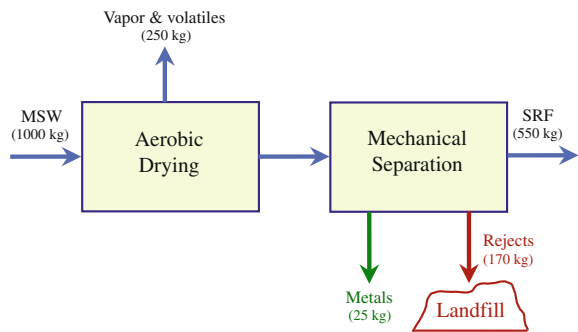 Vapor & volatiles
(250 kg)
MSW
(1000 kg)
Aerobic
Drying
Mechanical
Separation
SRF
(550 kg)
Metals
(25 kg)
Rejects
(170 kg)
Landfill